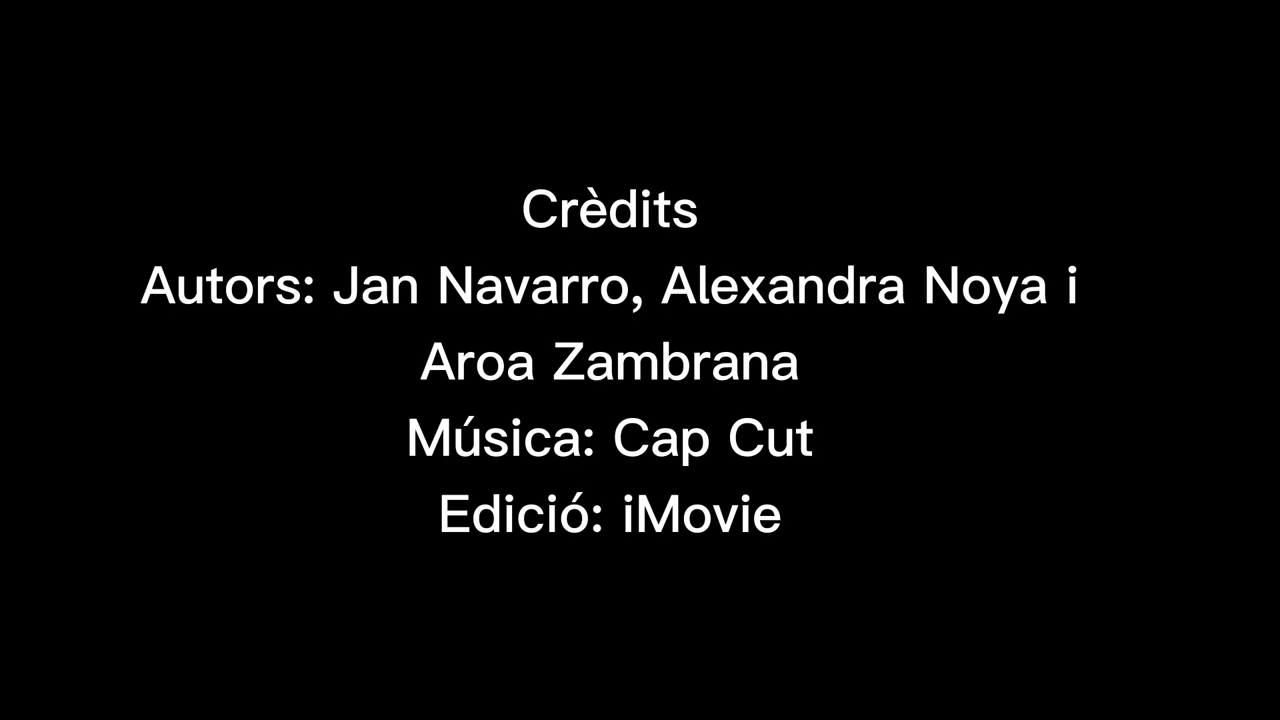 Crèdits
Autors: Jan Navarro, Alexandra Noya i
Aroa Zambrana
Música: Cap Cut
Edició: iMovie